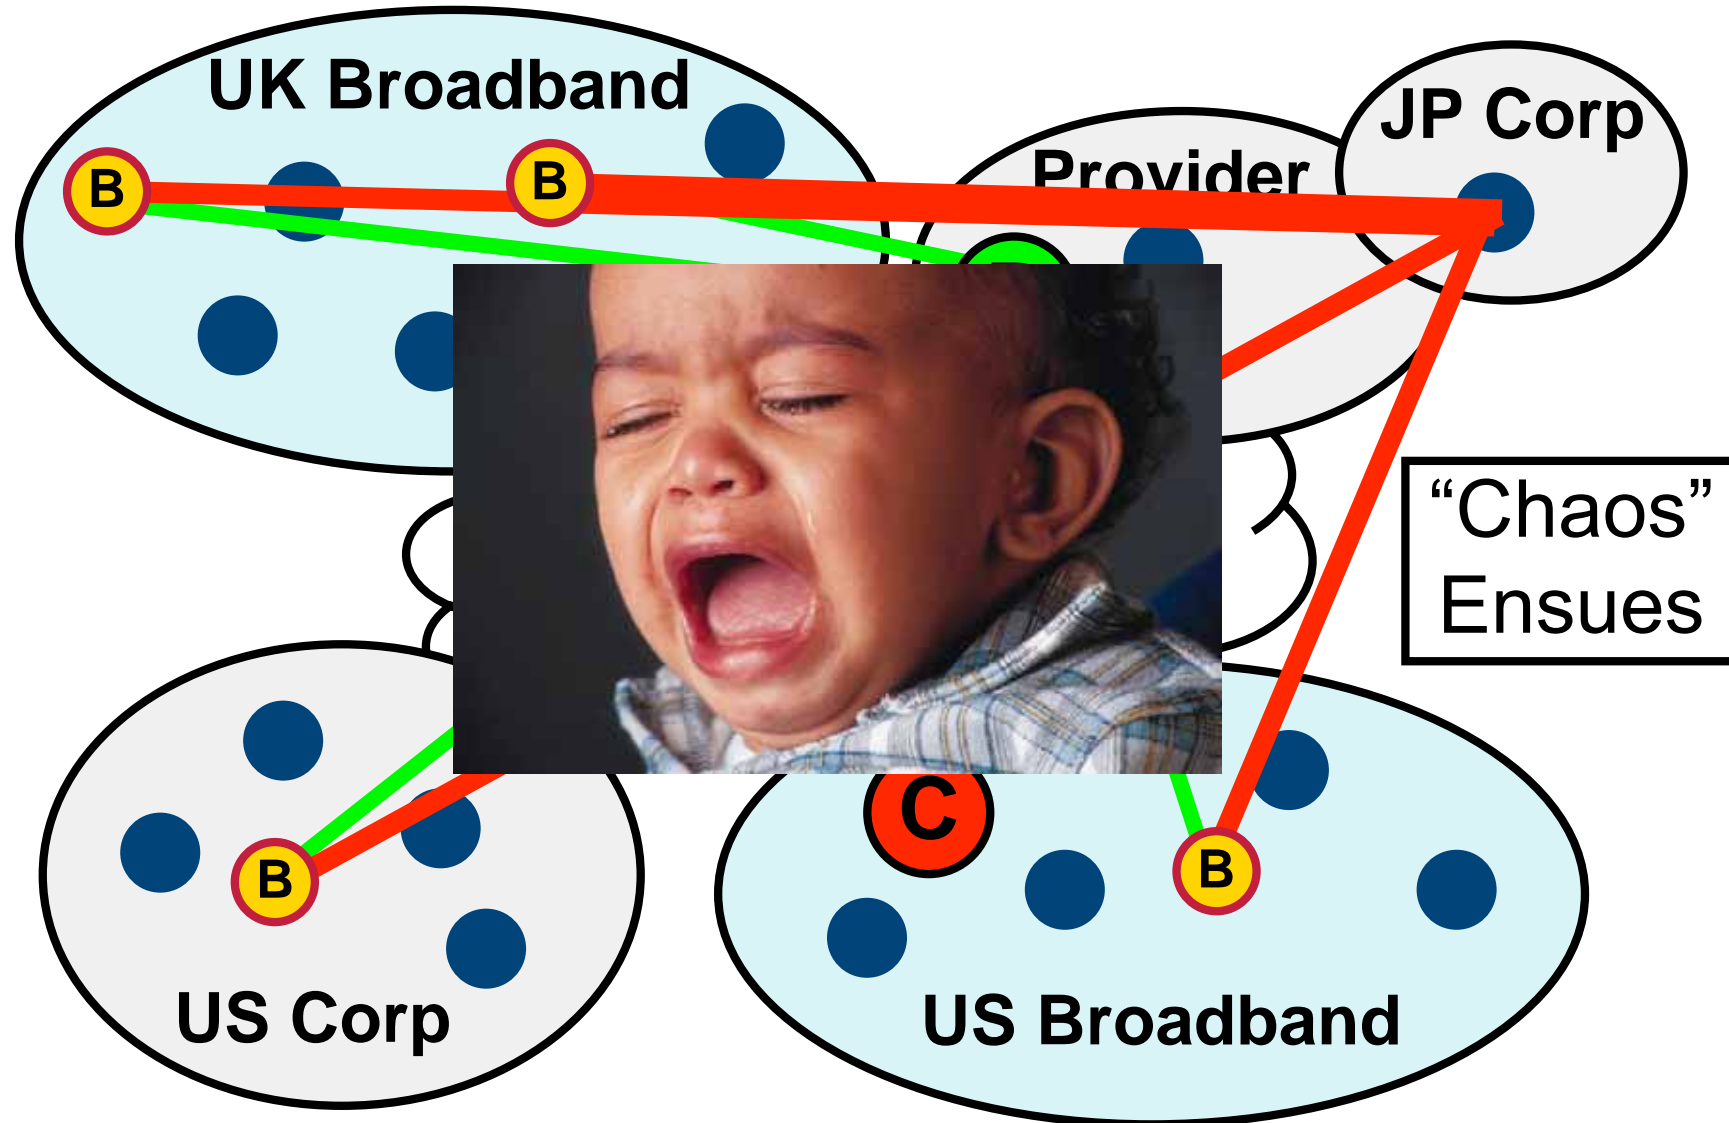 UK Broadband
JP Corp
Provider
B
B
“Chaos”
Ensues
C
B
B
US Corp
US Broadband